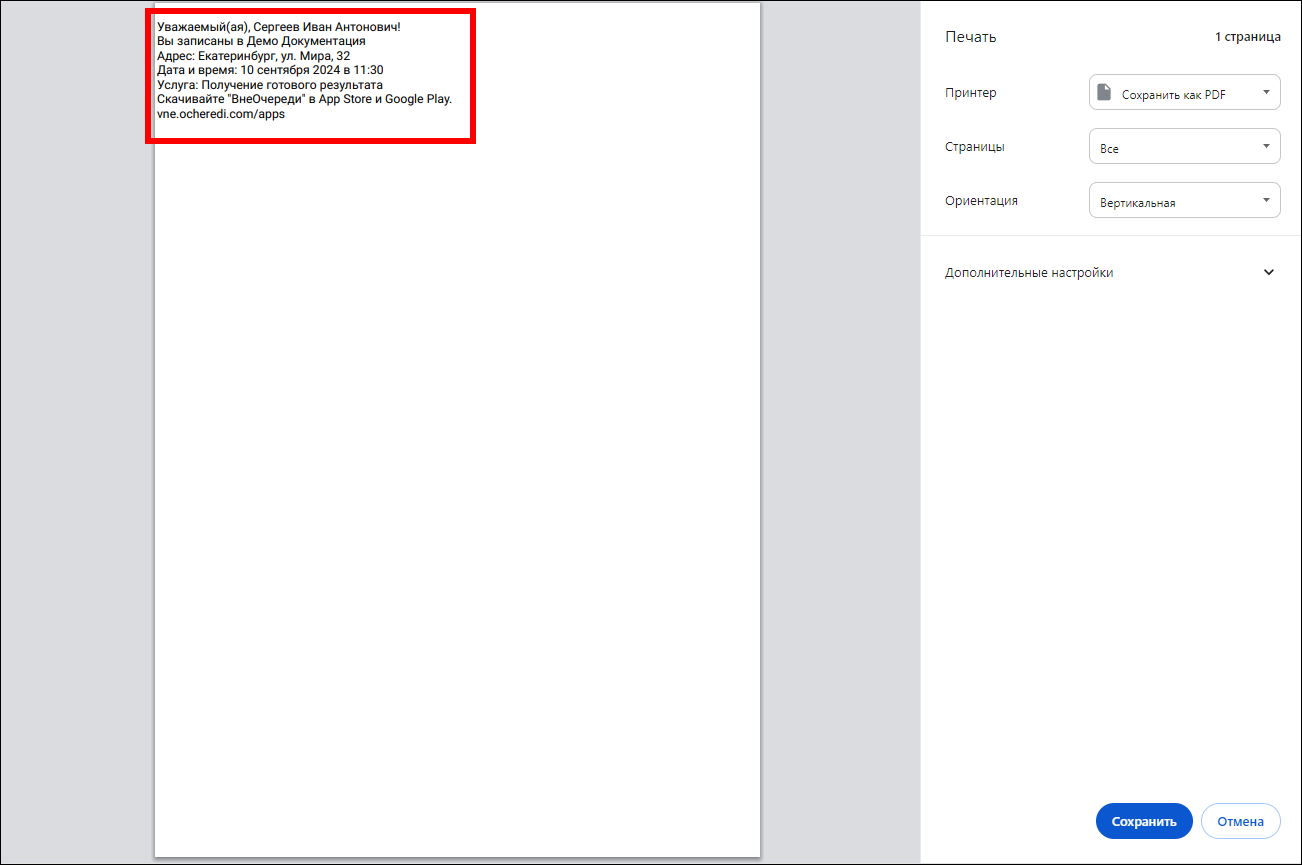 Уважаемый(ая), Сергеев Иван Антонович!
Вы записаны в Демо Документация
Адрес: Екатеринбург, ул. Мира, 32
Дата и время: 10 сентября 2024 в 11:30
Услуга: Получение готового результата
Скачивайте "ВнеОчереди" в App Store и Google Play.
vne.ocheredi.com/apps
Печать 1 страница
Принтер Сохранить как PDF
Страницы Все
Ориентация Вертикальная
Дополнительные настройки
Сохранить Отмена